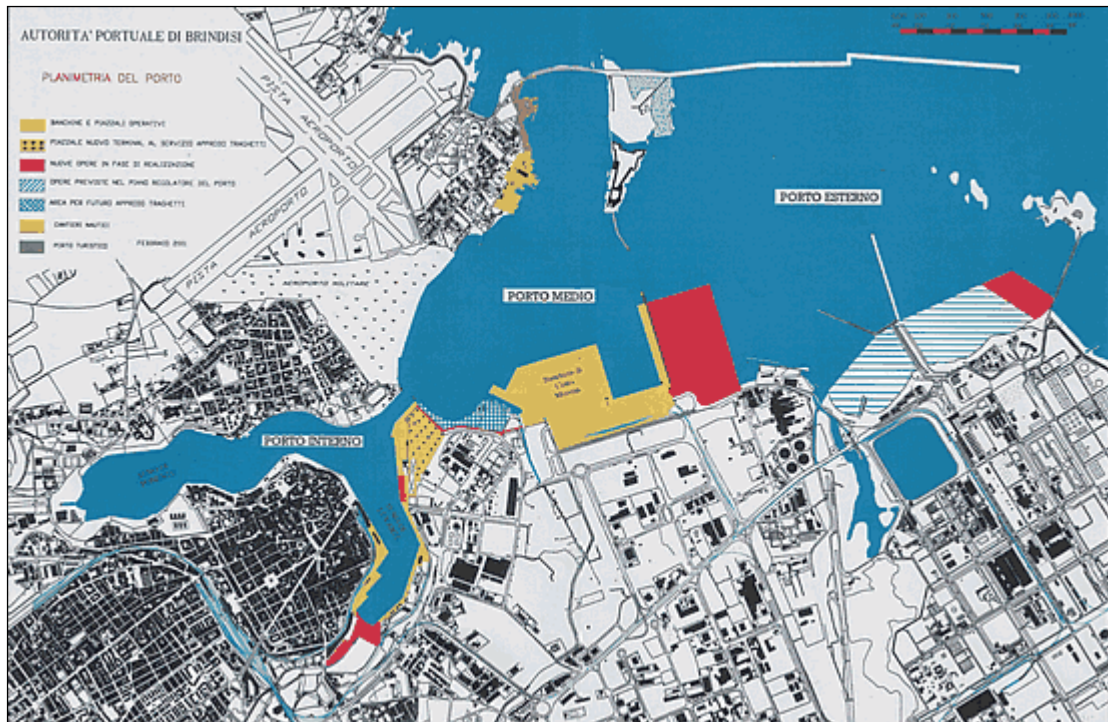 AUTORITA' PORTUALE DI BRINDISI
PLANIMETRIA DEL PORTO
BANCHINE E PIAZZALI OPERATIVI
PIAZZALE NUOVO TERMINAL AL SERVIZIO APPRODO TRAGHETTI
NUOVE OPERE IN FASE DI REALIZZAZIONE
OPERE PREVISTE NEL PIANO REGOLATORE DEL PORTO
AREA PER FUTURO APPRODO TRAGHETTI
CANTIERI NAUTICI
PORTO TURISTICO
FEBBRAIO 2001
PISTA
AEROPORTO
PISTA
AEROPORTO
AEROPORTO MILITARE
PORTO ESTERNO
PORTO MEDIO
PORTO INTERNO